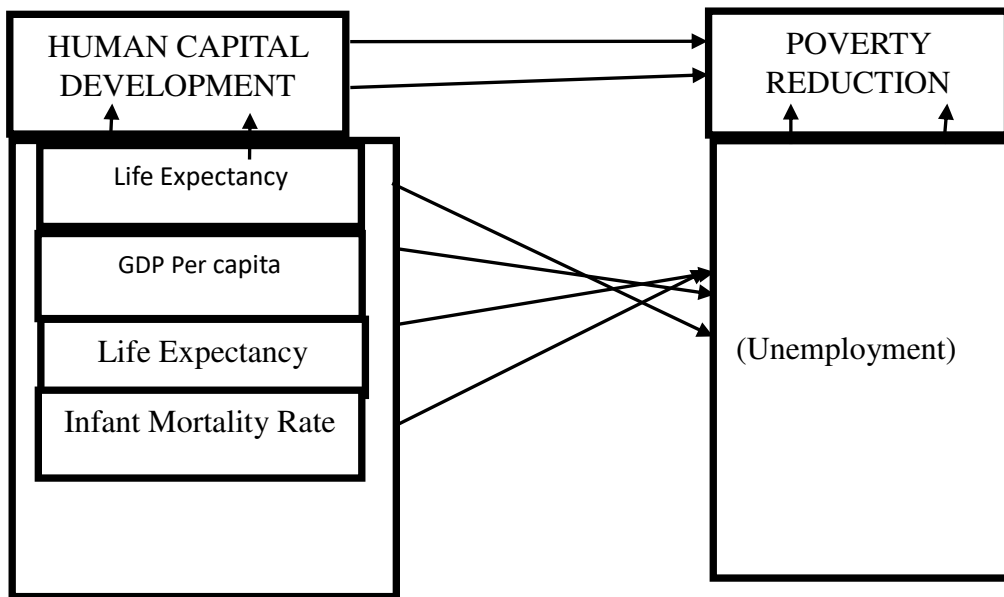 HUMAN CAPITAL
DEVELOPMENT
POVERTY
REDUCTION
Life Expectancy
GDP Per capita
Life Expectancy
Infant Mortality Rate
(Unemployment)